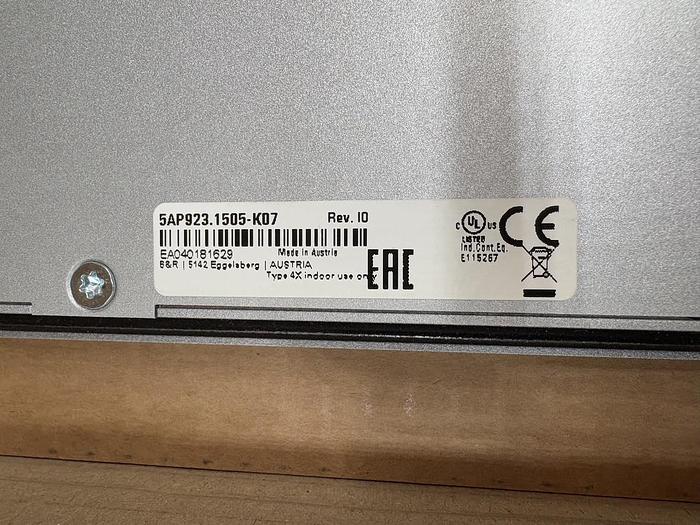 5AP923.1505-K07 Rev. I0
EA040181629 Made in Austria
B&R | 5142 Eggelsberg | AUSTRIA
Type 4X indoor use only
EAC
c UL us CE
LISTED
Ind.Cont.Eq.
E115267